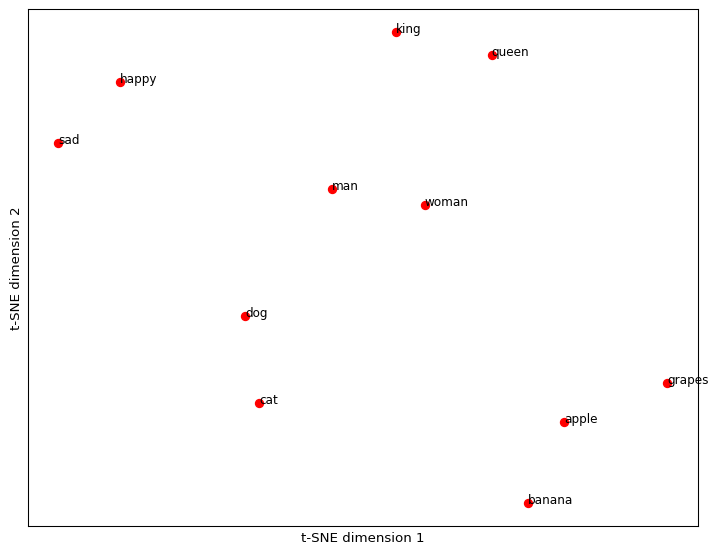 king
queen
happy
sad
man
woman
dog
grapes
cat
apple
banana
t-SNE dimension 2
t-SNE dimension 1